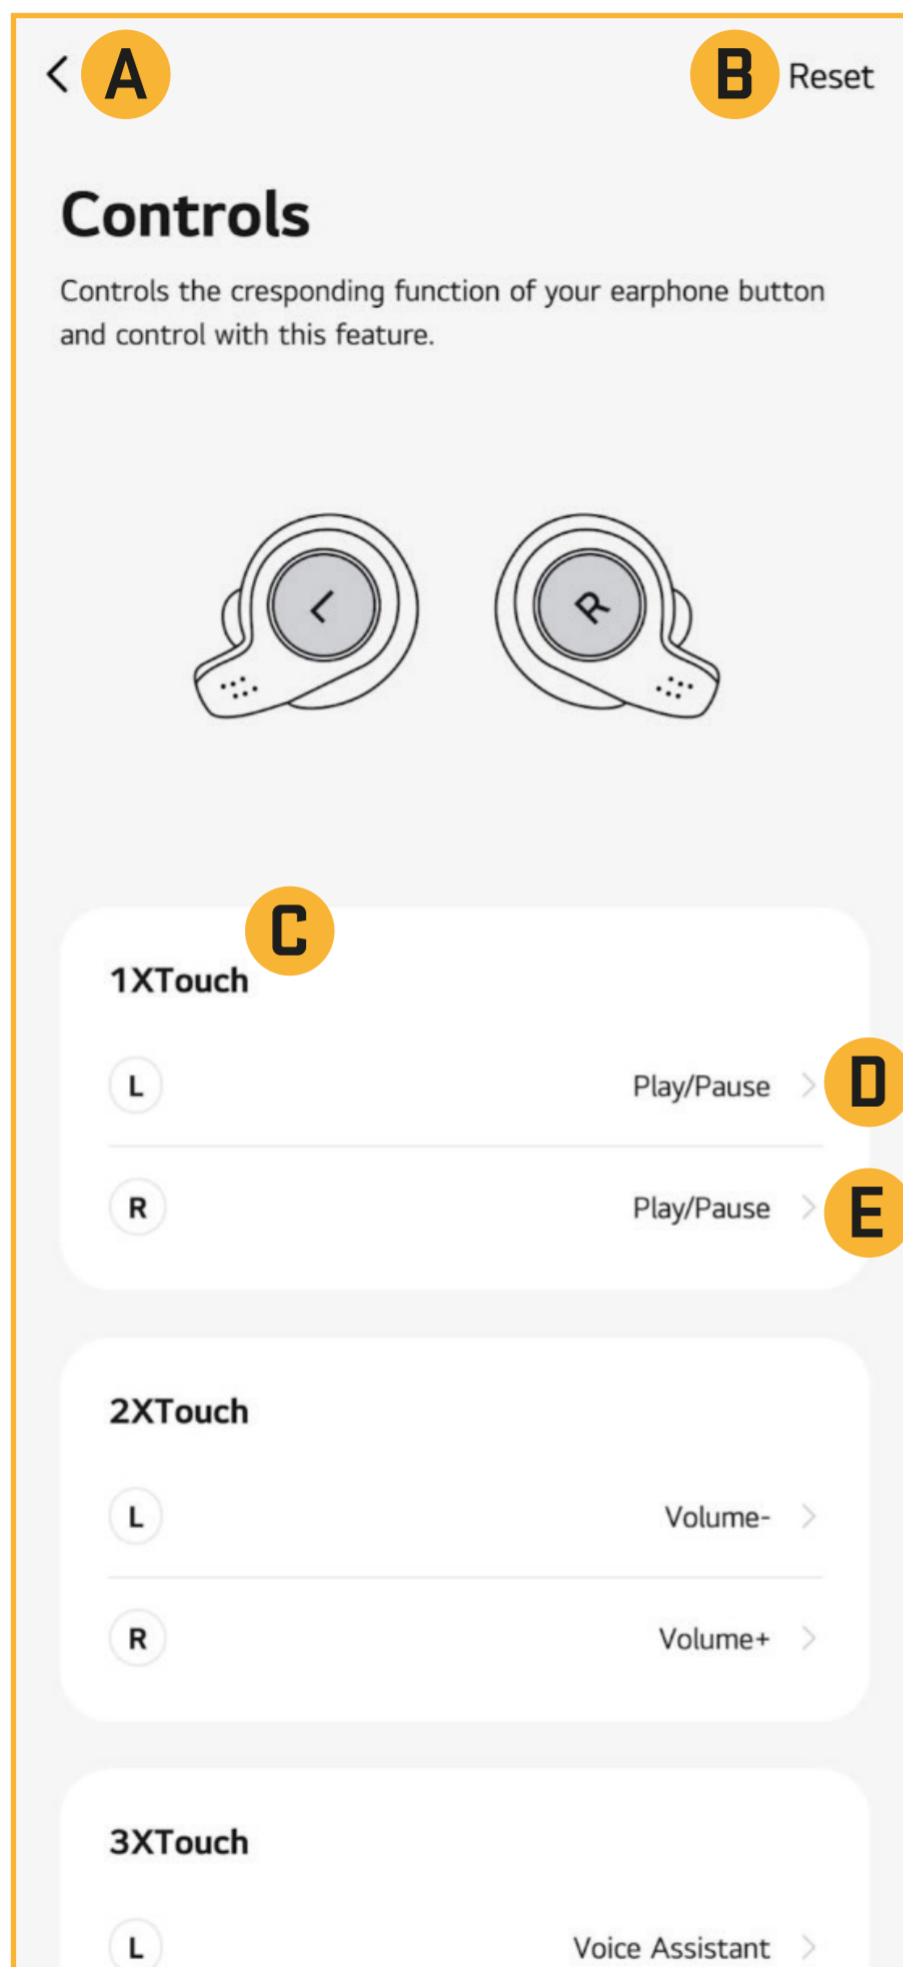 A
B Reset
Controls
Controls the cresponding function of your earphone button
and control with this feature.
L
R
C
1XTouch
L Play/Pause D
R Play/Pause E
2XTouch
L Volume-
R Volume+
3XTouch
L Voice Assistant